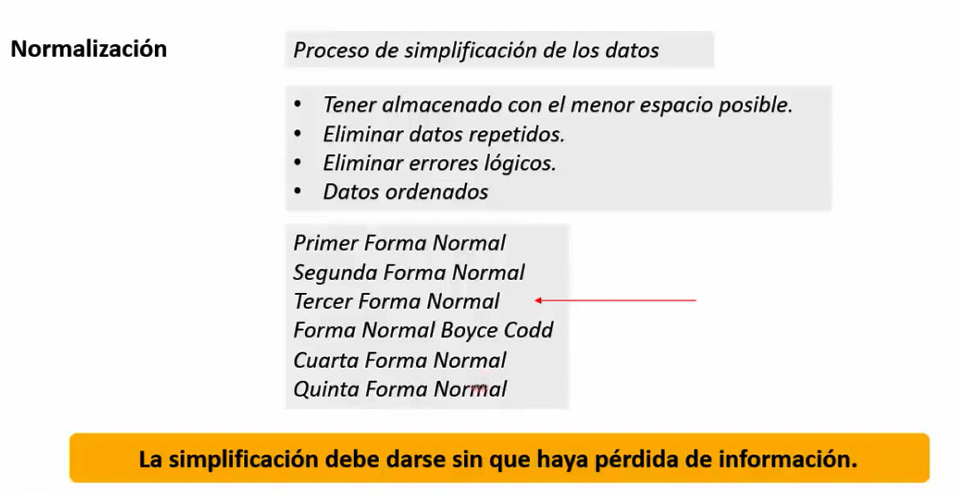 Normalización
Proceso de simplificación de los datos
• Tener almacenado con el menor espacio posible.
• Eliminar datos repetidos.
• Eliminar errores lógicos.
• Datos ordenados
Primer Forma Normal
Segunda Forma Normal
Tercer Forma Normal
Forma Normal Boyce Codd
Cuarta Forma Normal
Quinta Forma Normal
La simplificación debe darse sin que haya pérdida de información.